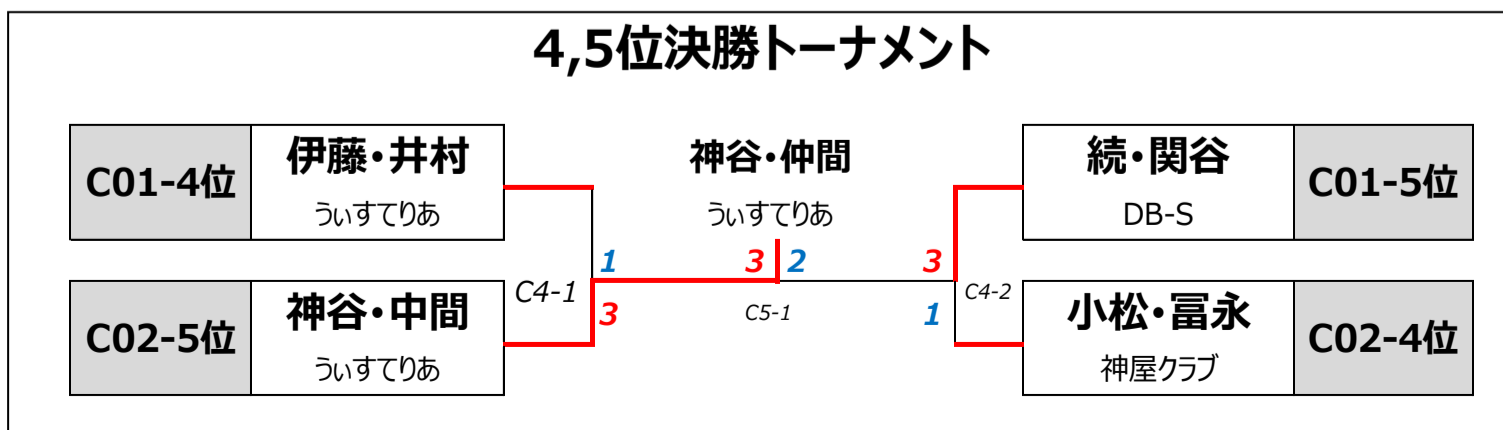 4,5位決勝トーナメント
C01-4位
伊藤・井村
うぃすてりあ
神谷・仲間
うぃすてりあ
続・関谷
DB-S
C01-5位
1
3
2
3
C4-1
C4-2
3
C5-1
1
C02-5位
神谷・中間
うぃすてりあ
小松・冨永
神屋クラブ
C02-4位